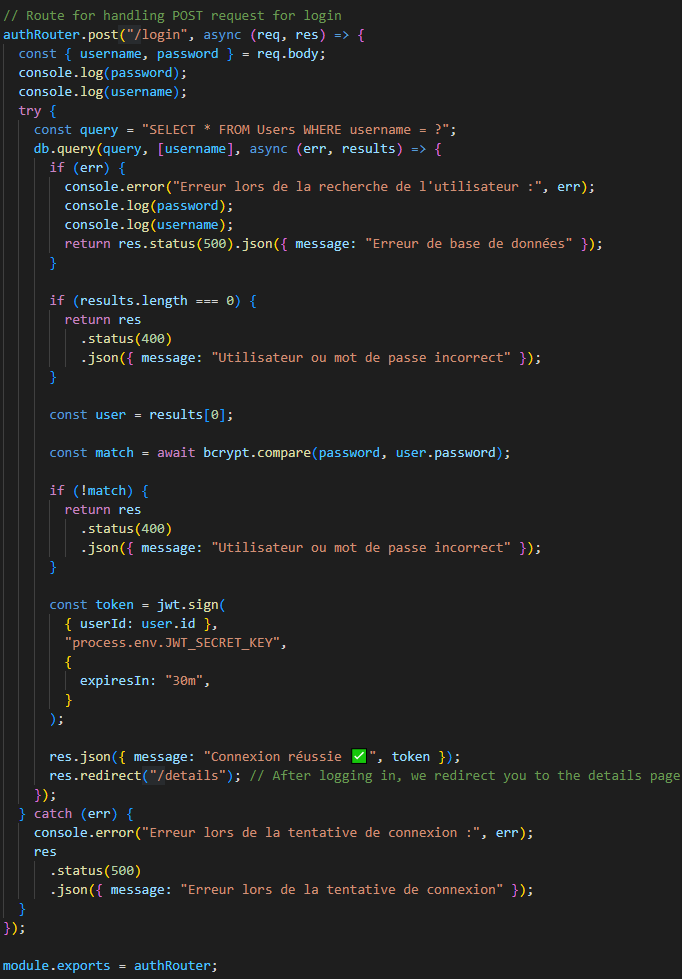 // Route for handling POST request for login
authRouter.post("/login", async (req, res) => {
  const { username, password } = req.body;
  console.log(password);
  console.log(username);
  try {
    const query = "SELECT * FROM Users WHERE username = ?";
    db.query(query, [username], async (err, results) => {
      if (err) {
        console.error("Erreur lors de la recherche de l'utilisateur :", err);
        console.log(password);
        console.log(username);
        return res.status(500).json({ message: "Erreur de base de données" });
      }

      if (results.length === 0) {
        return res
          .status(400)
          .json({ message: "Utilisateur ou mot de passe incorrect" });
      }

      const user = results[0];

      const match = await bcrypt.compare(password, user.password);

      if (!match) {
        return res
          .status(400)
          .json({ message: "Utilisateur ou mot de passe incorrect" });
      }

      const token = jwt.sign(
        { userId: user.id },
        "process.env.JWT_SECRET_KEY",
        {
          expiresIn: "30m",
        }
      );

      res.json({ message: "Connexion réussie ✅", token });
      res.redirect("/details"); // After logging in, we redirect you to the details page
    });
  } catch (err) {
    console.error("Erreur lors de la tentative de connexion :", err);
    res
      .status(500)
      .json({ message: "Erreur lors de la tentative de connexion" });
  }
});

module.exports = authRouter;